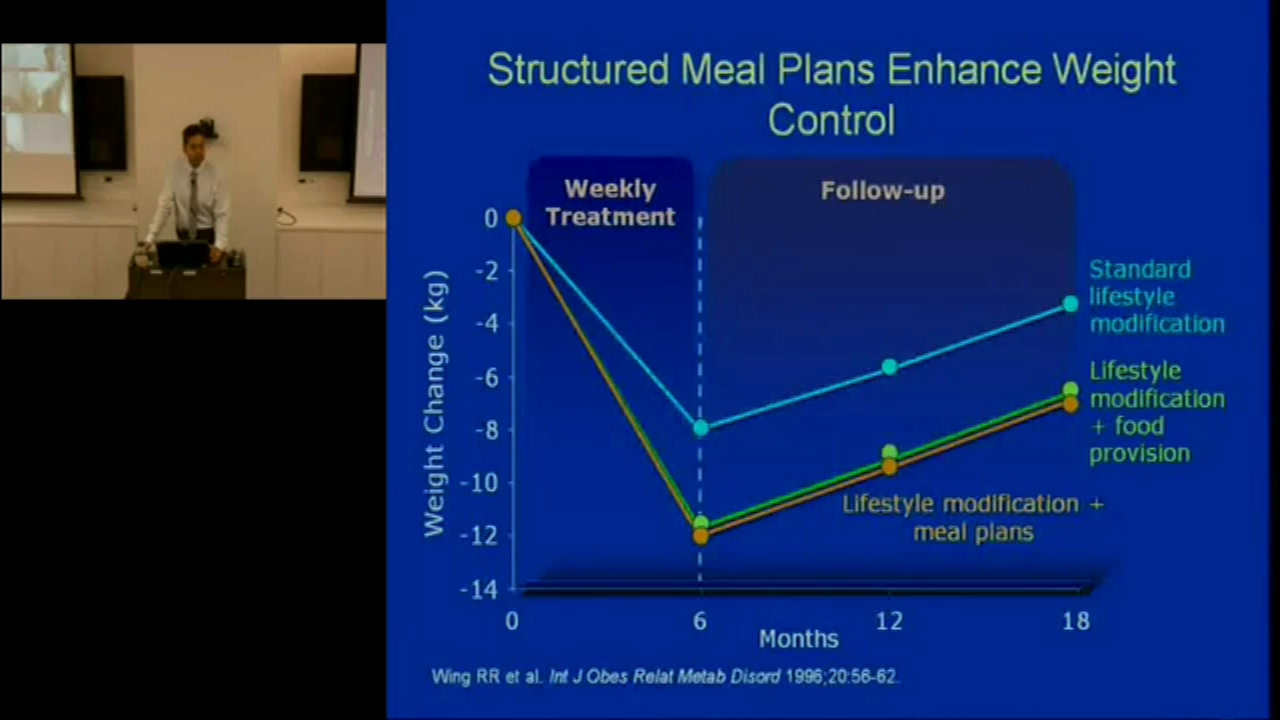 Structured Meal Plans Enhance Weight
Control
Weekly
Treatment
Follow-up
0
-2
-4
-6
-8
-10
-12
-14
Weight Change (kg)
Standard
lifestyle
modification
Lifestyle
modification
+ food
provision
Lifestyle modification +
meal plans
0 6 12 18
Months
Wing RR et al. Int J Obes Relat Metab Disord 1996;20:56-62.